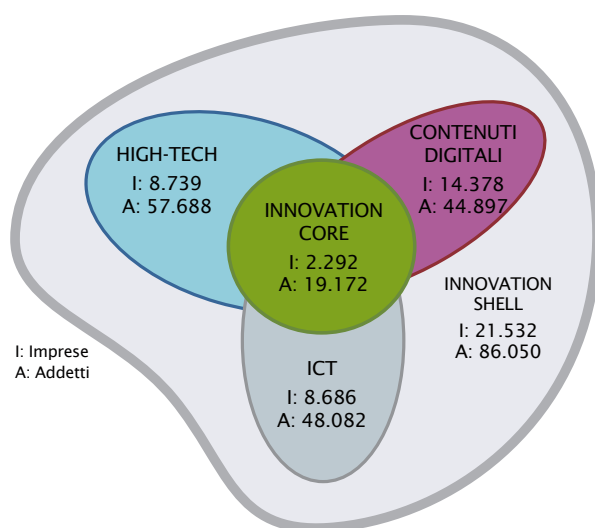 HIGH-TECH
I: 8.739
A: 57.688
CONTENUTI
DIGITALI
I: 14.378
A: 44.897
INNOVATION
CORE
I: 2.292
A: 19.172
INNOVATION
SHELL
I: 21.532
A: 86.050
I: Imprese
A: Addetti
ICT
I: 8.686
A: 48.082